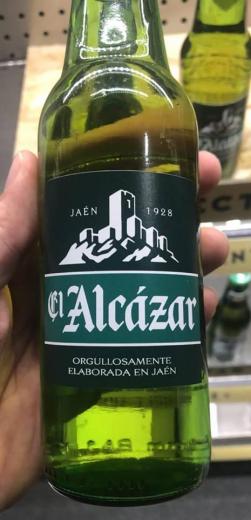 JAÉN 1928
El Alcázar
ORGULLOSAMENTE
ELABORADA EN JAÉN